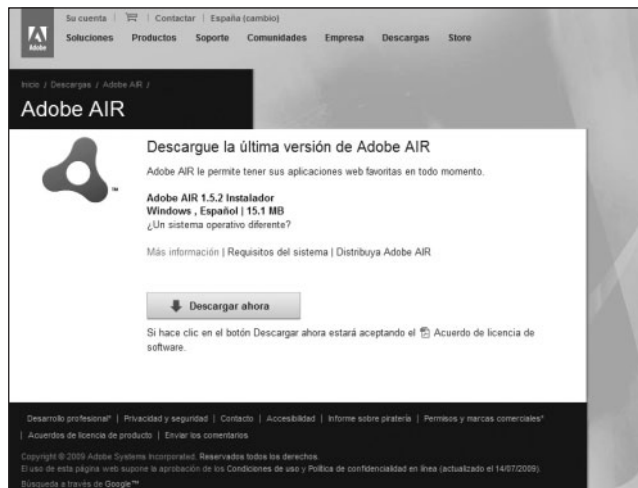 Su cuenta | | Contactar | España (cambio)
Adobe
Soluciones Productos Soporte Comunidades Empresa Descargas Store
Inicio / Descargas / Adobe AIR /
Adobe AIR
Descargue la última versión de Adobe AIR
Adobe AIR le permite tener sus aplicaciones web favoritas en todo momento.
™
Adobe AIR 1.5.2 Instalador
Windows , Español | 15.1 MB
¿Un sistema operativo diferente?
Más información | Requisitos del sistema | Distribuya Adobe AIR
Descargar ahora
Si hace clic en el botón Descargar ahora estará aceptando el Acuerdo de licencia de
software.
Desarrollo profesional* | Privacidad y seguridad | Contacto | Accesibilidad | Informe sobre piratería | Permisos y marcas comerciales*
| Acuerdos de licencia de producto | Enviar los comentarios
Copyright © 2009 Adobe Systems Incorporated. Reservados todos los derechos.
El uso de esta página web supone la aprobación de los Condiciones de uso y Política de confidencialidad en línea (actualizado el 14/07/2009).
Búsqueda a través de Google™